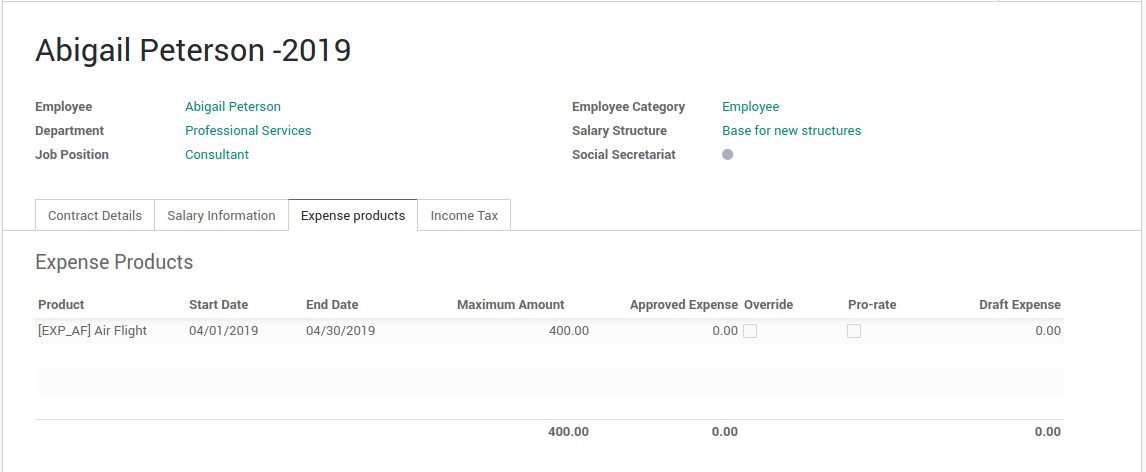 Abigail Peterson -2019
Employee Abigail Peterson Employee Category Employee
Department Professional Services Salary Structure Base for new structures
Job Position Consultant Social Secretariat
Contract Details Salary Information Expense products Income Tax
Expense Products
Product Start Date End Date Maximum Amount Approved Expense Override Pro-rate Draft Expense
[EXP_AF] Air Flight 04/01/2019 04/30/2019 400.00 0.00 0.00
400.00 0.00 0.00